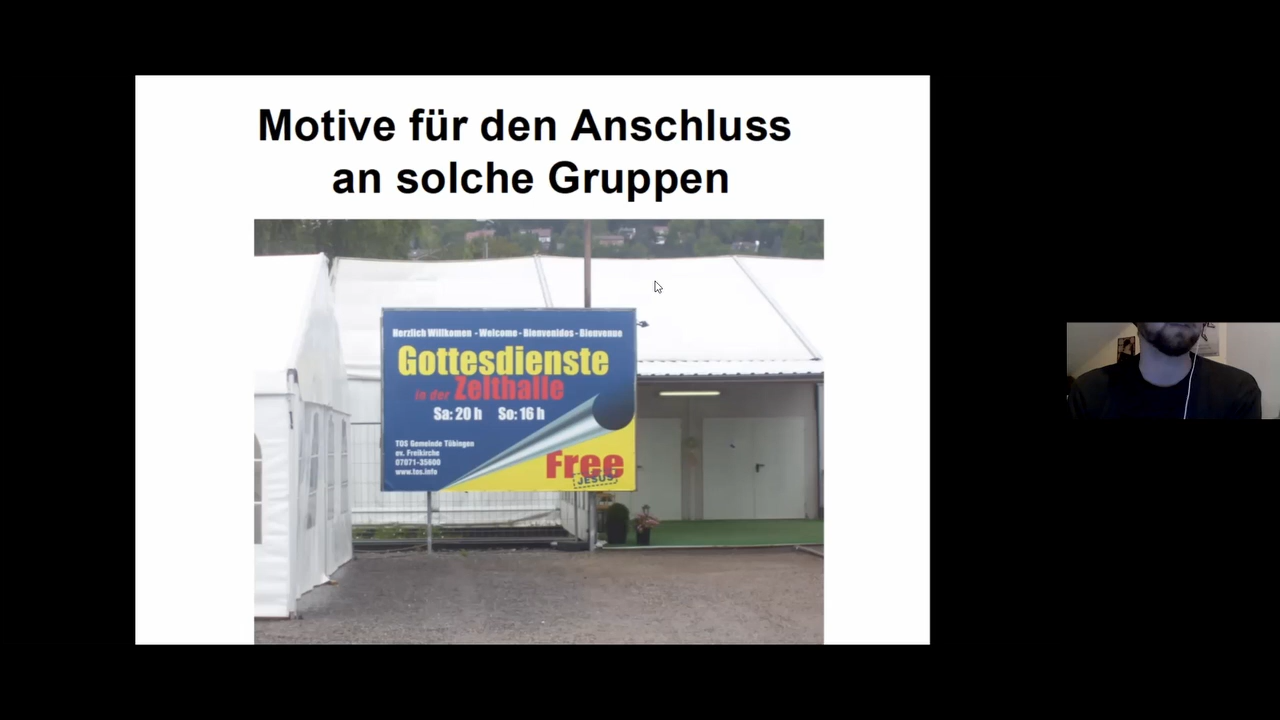 Motive für den Anschluss
an solche Gruppen
Herzlich Willkomen - Welcome - Bienvenidos - Bienvenue
Gottesdienste
in der Zelthalle
Sa: 20 h So: 16 h
TOS Gemeinde Tübingen
ev. Freikirche
07071-35600
www.tos.info
Free
JESUS